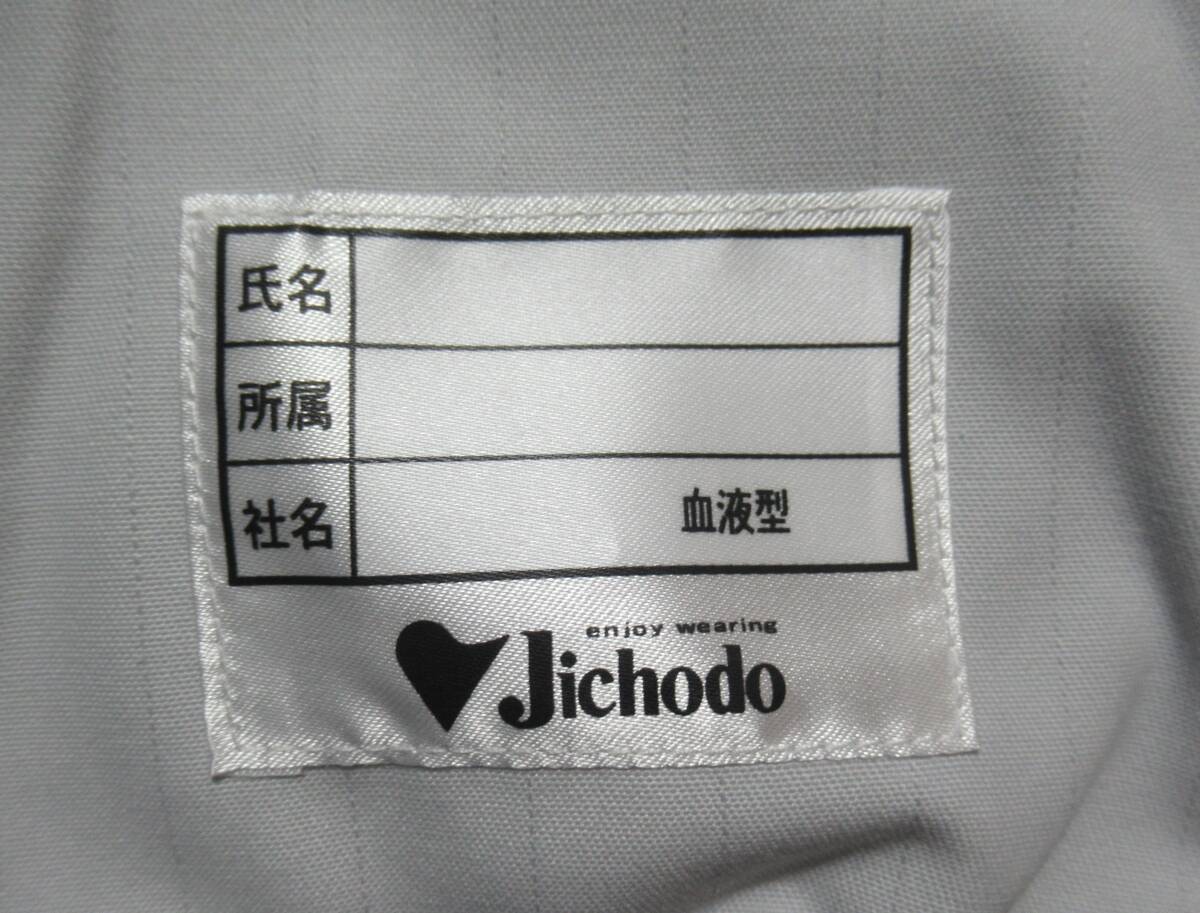 氏名
所属
社名 血液型
enjoy wearing
Jichodo